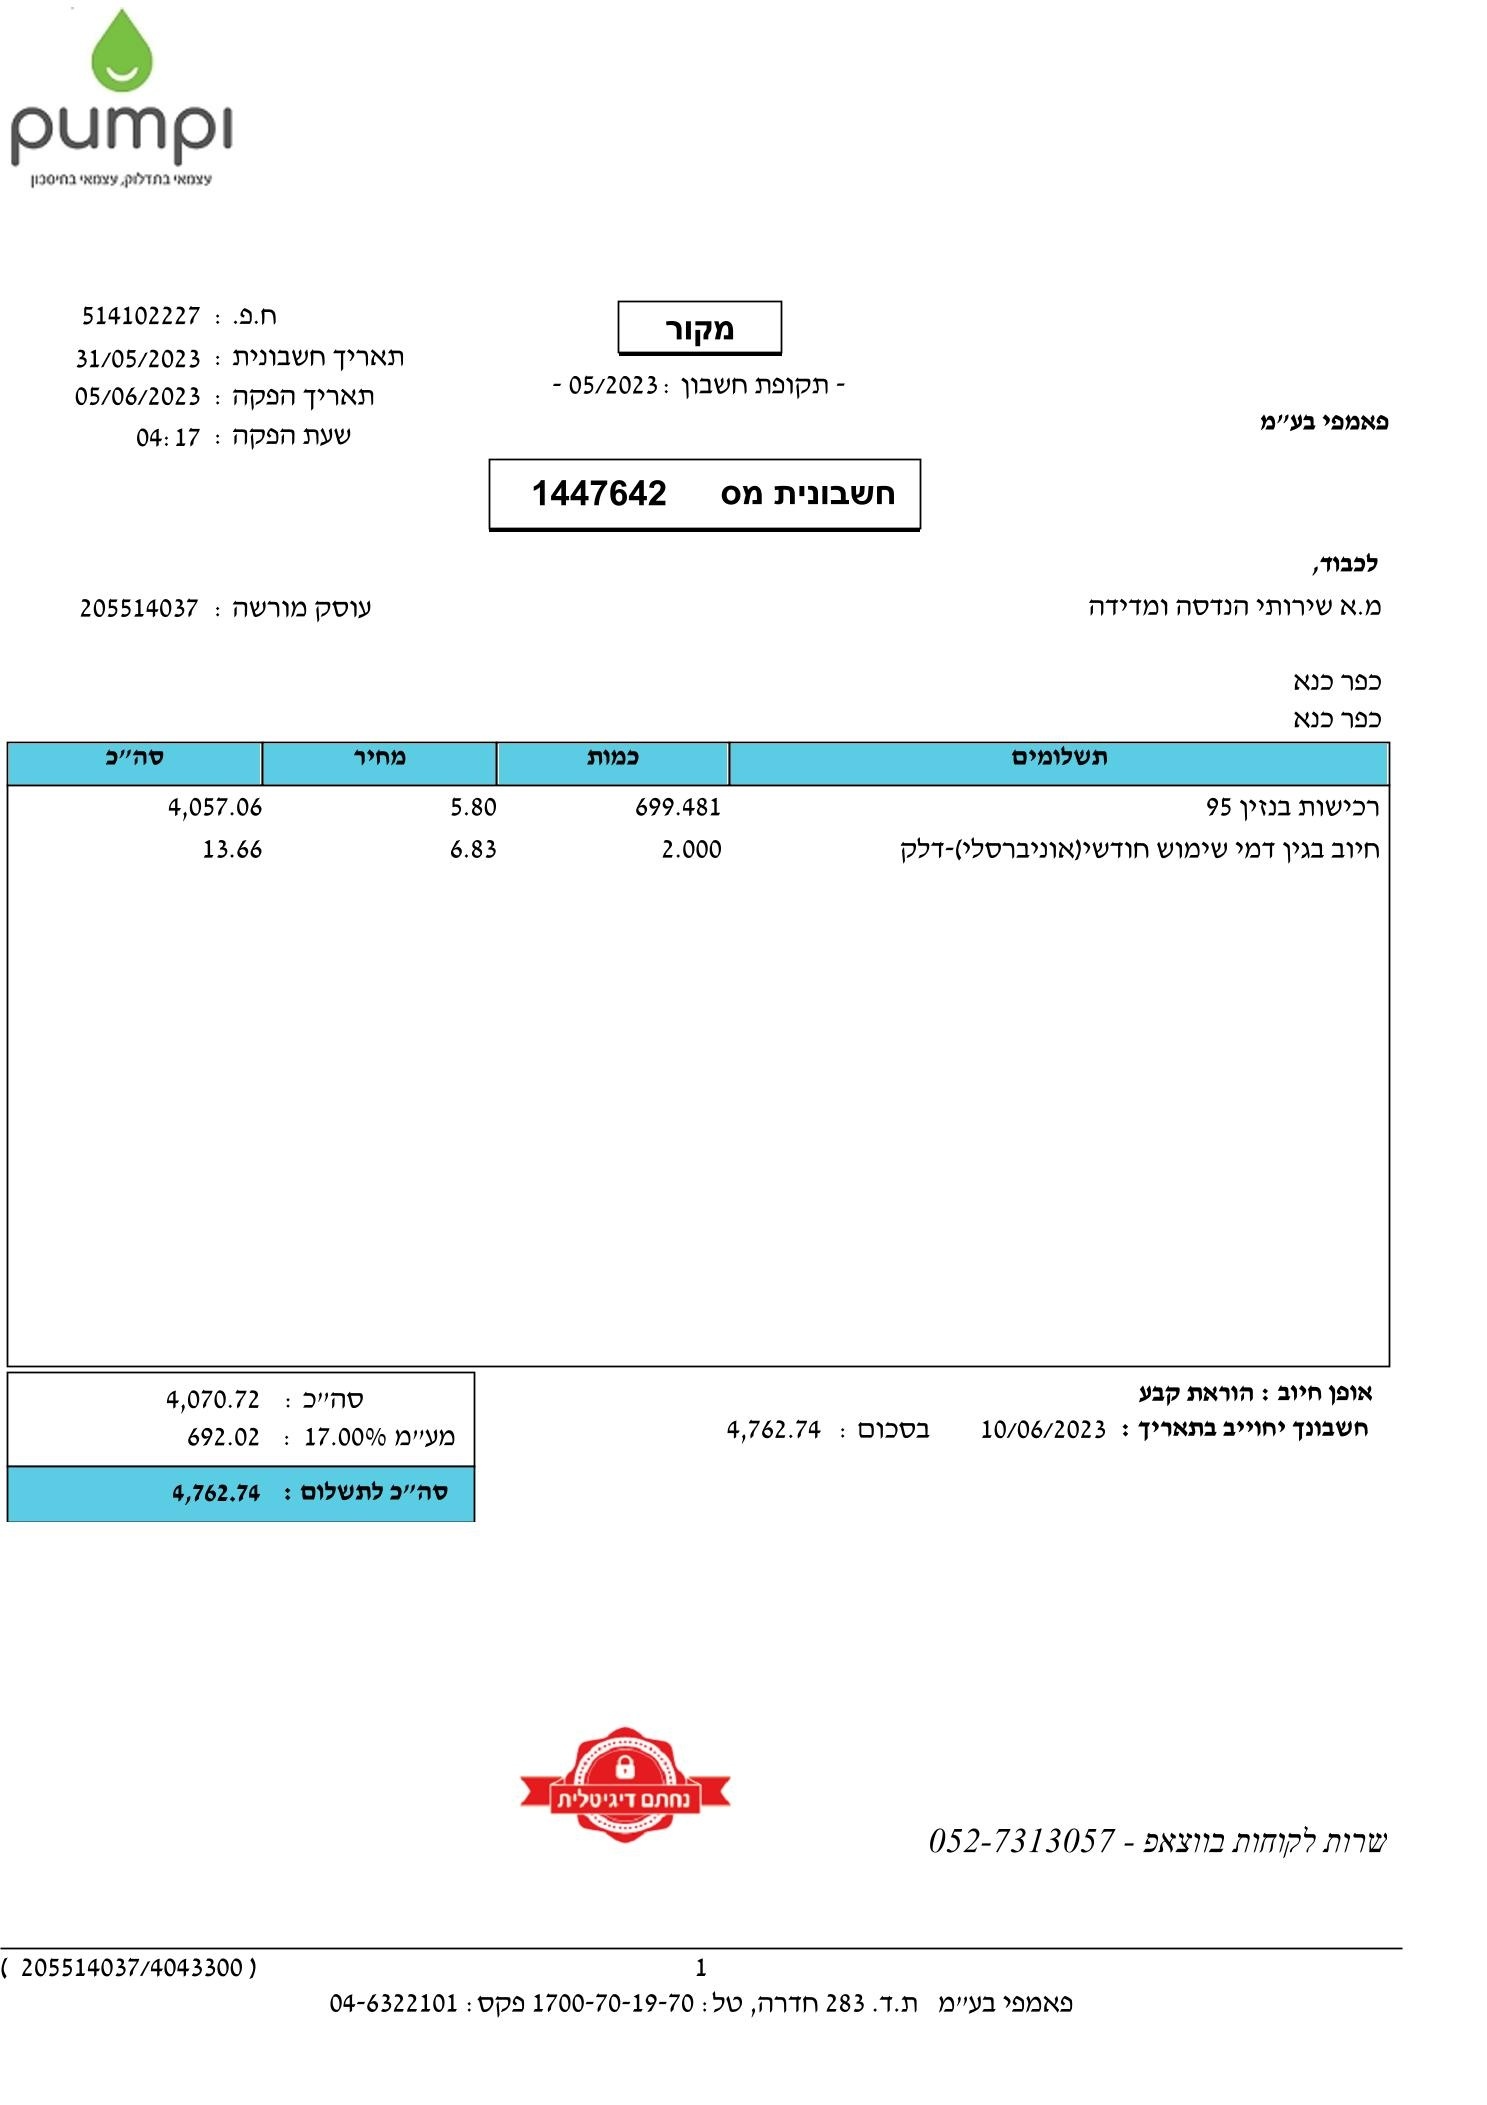 pumpi
עצמאי בתדלוק, עצמאי בחיסכון
ח.פ. : 514102227
מקור
תאריך חשבונית : 31/05/2023
- תקופת חשבון : 05/2023 -
תאריך הפקה : 05/06/2023
פאמפי בע"מ
שעת הפקה : 04:17
חשבונית מס 1447642
לכבוד,
מ.א שירותי הנדסה ומדידה עוסק מורשה : 205514037
כפר כנא
כפר כנא
תשלומים כמות מחיר סה"כ
רכישות בנזין 95 699.481 5.80 4,057.06
חיוב בגין דמי שימוש חודשי(אוניברסלי)-דלק 2.000 6.83 13.66
אופן חיוב : הוראת קבע
חשבונך יחוייב בתאריך : 10/06/2023 בסכום : 4,762.74
סה"כ : 4,070.72
מע"מ 17.00% : 692.02
סה"כ לתשלום : 4,762.74
נחתם דיגיטלית
שרות לקוחות בווצאפ - 052-7313057
1
( 205514037/4043300 )
פאמפי בע"מ ת.ד. 283 חדרה, טל : 1700-70-19-70 פקס : 04-6322101